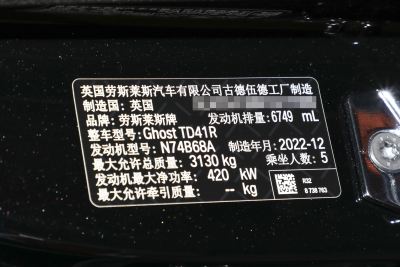 英国劳斯莱斯汽车有限公司古德伍德工厂制造
制造国：英国
品牌：劳斯莱斯牌 发动机排量：6749 mL
整车型号：Ghost TD41R
发动机型号：N74B68A 制造年月：2022-12
最大允许总质量：3130 kg 乘坐人数：5
发动机最大净功率：420 kW
最大允许牵引质量：-- kg
R32
8 738 763